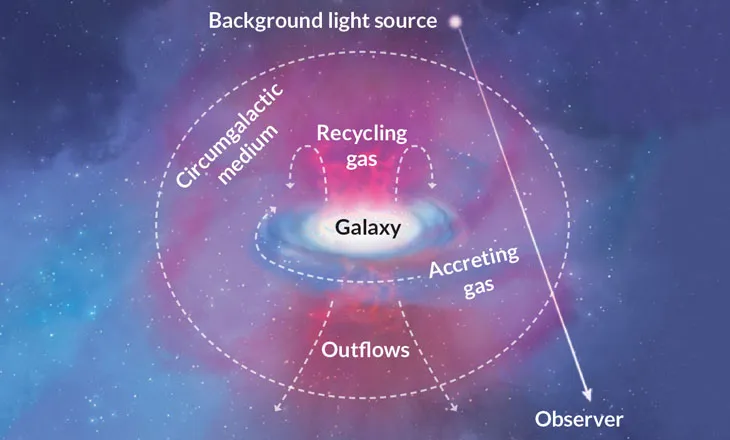 Background light source
Circumgalactic
medium
Recycling
gas
Galaxy
Accreting
gas
Outflows
Observer